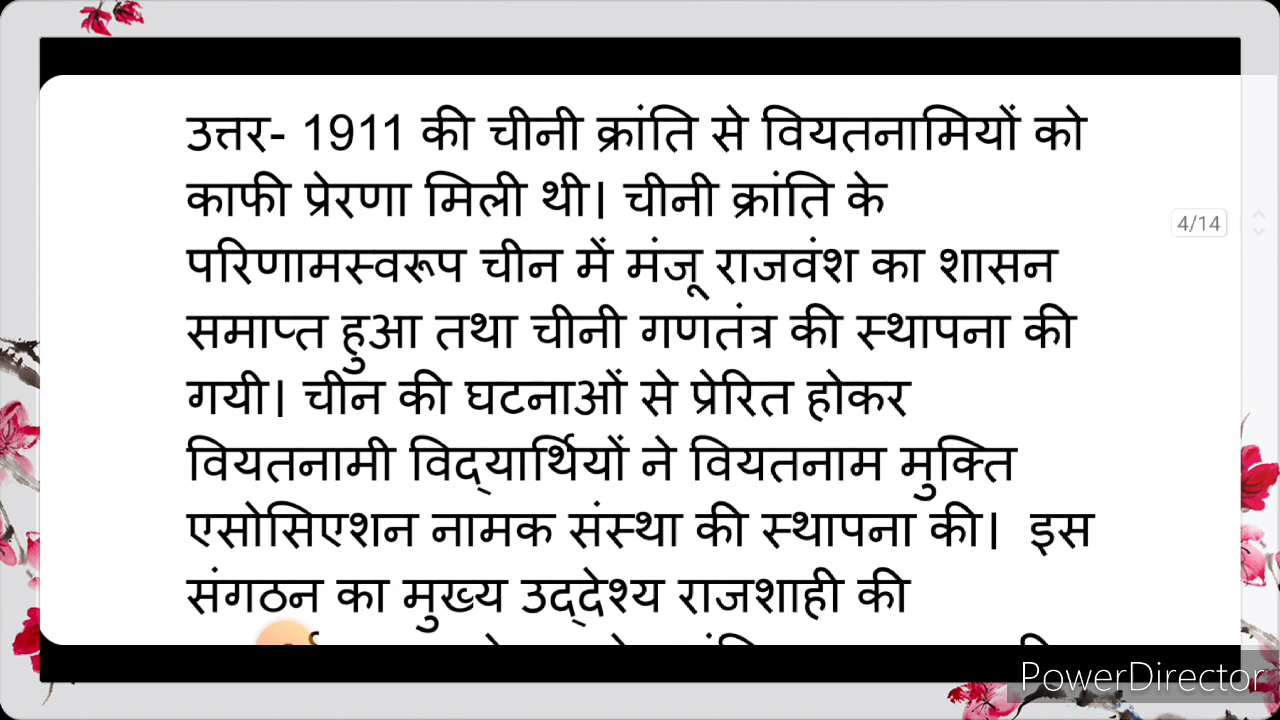 उत्तर- 1911 की चीनी क्रांति से वियतनामियों को
काफी प्रेरणा मिली थी। चीनी क्रांति के
4/14
परिणामस्वरूप चीन में मंजू राजवंश का शासन
समाप्त हुआ तथा चीनी गणतंत्र की स्थापना की
गयी। चीन की घटनाओं से प्रेरित होकर
वियतनामी विद्यार्थियों ने वियतनाम मुक्ति
एसोसिएशन नामक संस्था की स्थापना की।  इस
संगठन का मुख्य उद्देश्य राजशाही की
PowerDirector